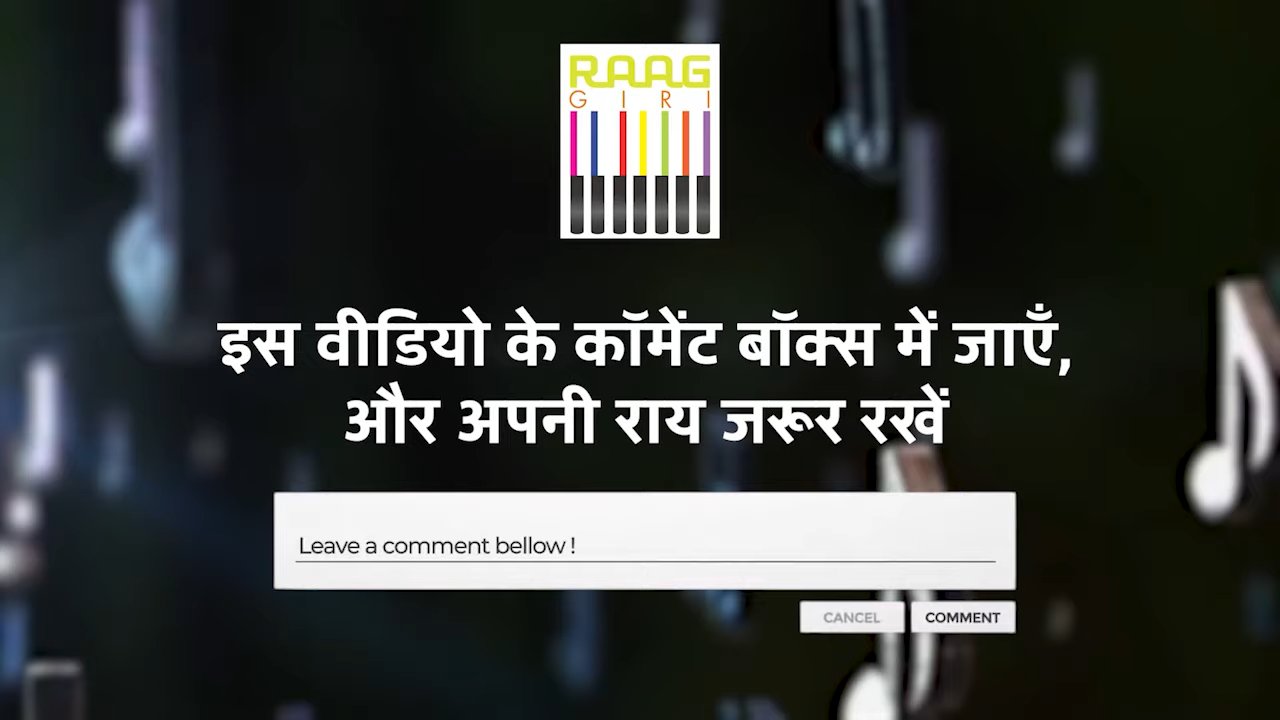 RAAG
GIRI
इस वीडियो के कॉमेंट बॉक्स में जाएँ,
और अपनी राय जरूर रखें
Leave a comment bellow !
CANCEL COMMENT